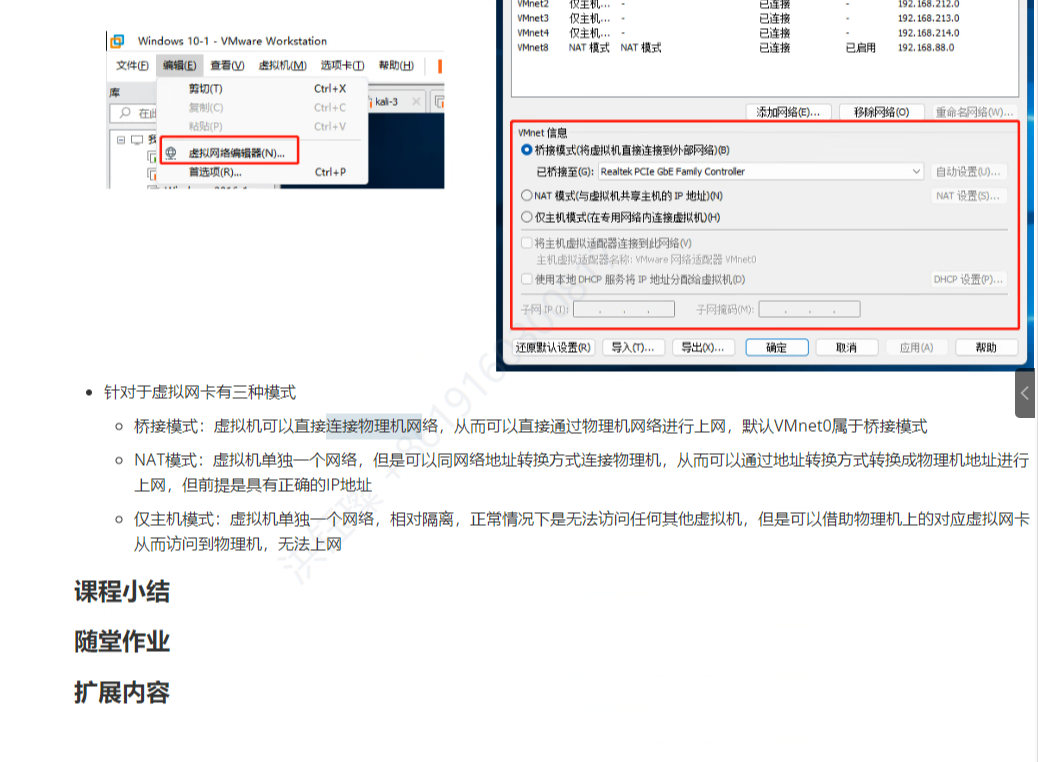 VMnet2 仅主机... - 已连接 - 192.168.212.0
VMnet3 仅主机... - 已连接 - 192.168.213.0
VMnet4 仅主机... - 已连接 - 192.168.214.0
VMnet8 NAT 模式 NAT 模式 已连接 已启用 192.168.88.0
添加网络(E)... 移除网络(O) 重命名网络(W)...
VMnet 信息
桥接模式(将虚拟机直接连接到外部网络)(B)
已桥接至(G): Realtek PCIe GbE Family Controller 自动设置(U)...
NAT 模式(与虚拟机共享主机的 IP 地址)(N) NAT 设置(S)...
仅主机模式(在专用网络内连接虚拟机)(H)
将主机虚拟适配器连接到此网络(V)
主机虚拟适配器名称: VMware 网络适配器 VMnet0
使用本地 DHCP 服务将 IP 地址分配给虚拟机(D) DHCP 设置(P)...
子网 IP (I): . . . 子网掩码(M): . . .
还原默认设置(R) 导入(T)... 导出(X)... 确定 取消 应用(A) 帮助
Windows 10-1 - VMware Workstation
文件(F) 编辑(E) 查看(V) 虚拟机(M) 选项卡(T) 帮助(H)
库
剪切(T) Ctrl+X
复制(C) Ctrl+C
粘贴(P) Ctrl+V
虚拟网络编辑器(N)...
首选项(R)... Ctrl+P
在此
kali-3
针对于虚拟网卡有三种模式
桥接模式：虚拟机可以直接连接物理机网络，从而可以直接通过物理机网络进行上网，默认VMnet0属于桥接模式
NAT模式：虚拟机单独一个网络，但是可以同网络地址转换方式连接物理机，从而可以通过地址转换方式转换成物理机地址进行
上网，但前提是具有正确的IP地址
仅主机模式：虚拟机单独一个网络，相对隔离，正常情况下是无法访问任何其他虚拟机，但是可以借助物理机上的对应虚拟网卡
从而访问到物理机，无法上网
课程小结
随堂作业
扩展内容